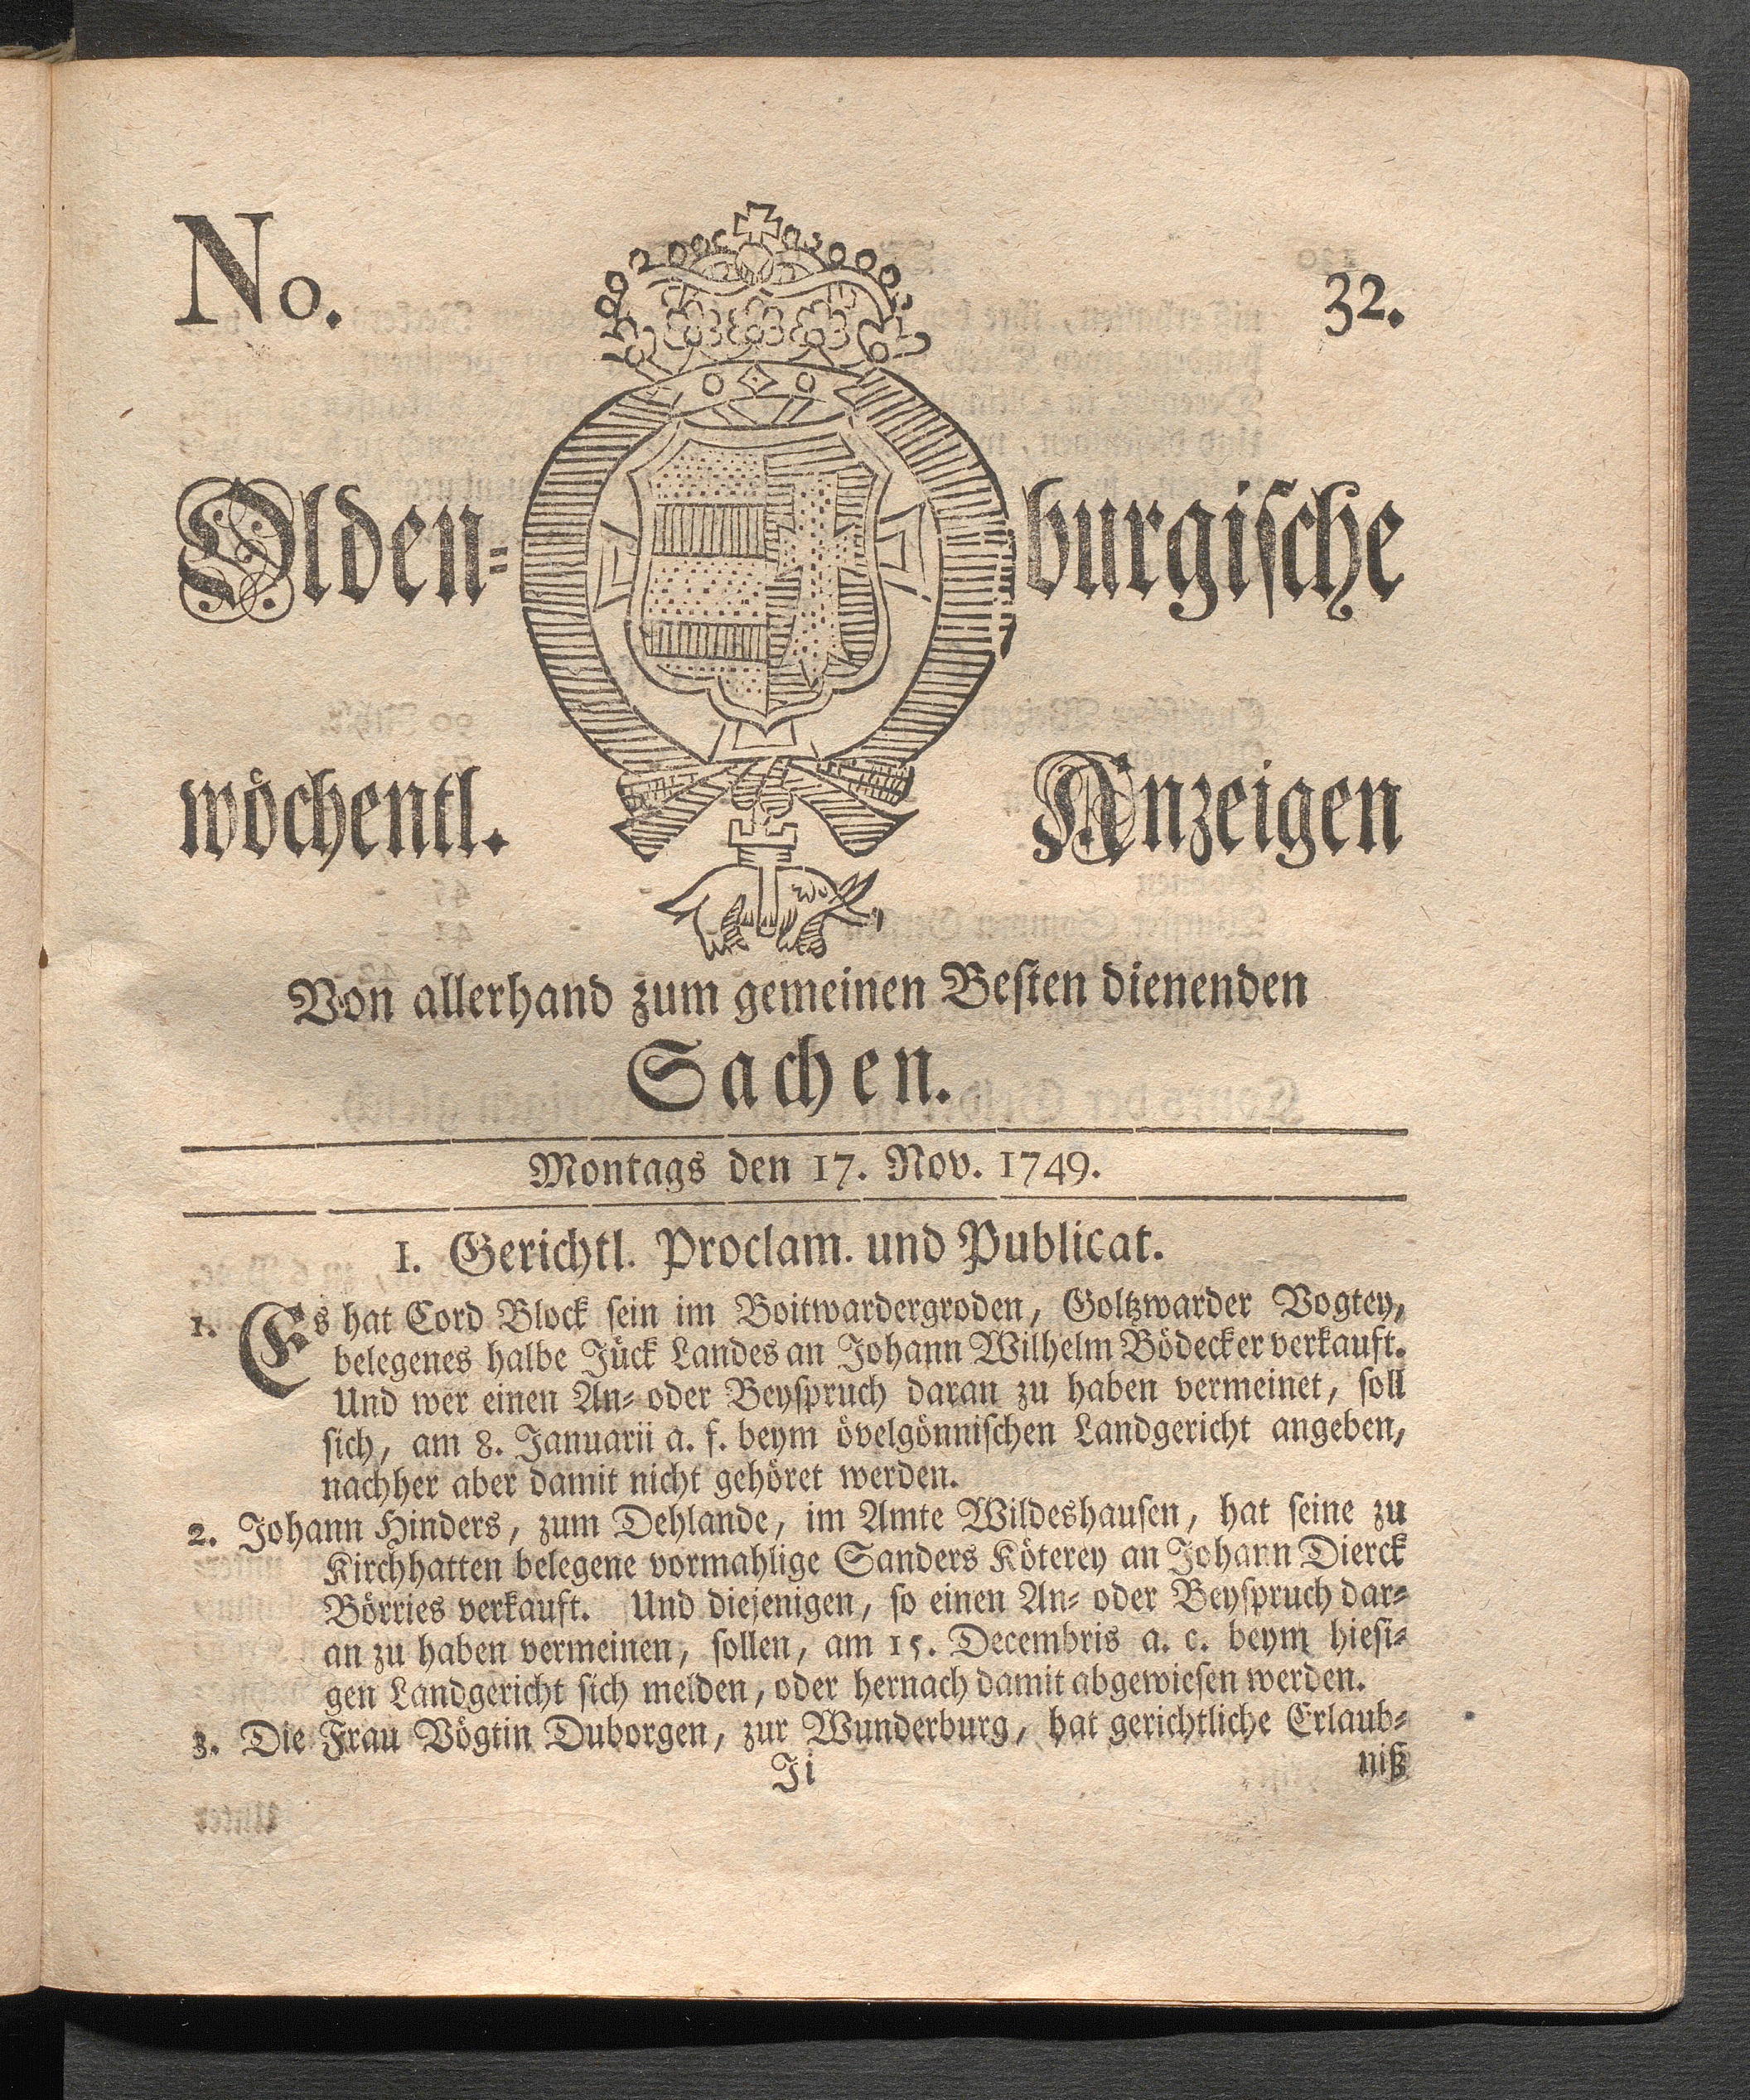 No. 32.
Olden= burgische
wöchentl. Anzeigen
Von allerhand zum gemeinen Besten dienenden
Sachen.
Montags den 17. Nov. 1749.
I. Gerichtl. Proclam. und Publicat.
1. Es hat Cord Block sein im Boitwardergroden, Goltzwarder Vogtey,
belegenes halbe Jück Landes an Johann Wilhelm Bödecker verkauft.
Und wer einen An= oder Beyspruch daran zu haben vermeinet, soll
sich, am 8. Januarii a. f. beym övelgönnischen Landgericht angeben,
nachher aber damit nicht gehöret werden.
2. Johann Hinders, zum Dehlande, im Amte Wildeshausen, hat seine zu
Kirchhatten belegene vormahlige Sanders Köterey an Johann Dierck
Börries verkauft. Und diejenigen, so einen An= oder Beyspruch dar=
an zu haben vermeinen, sollen, am 15. Decembris a. c. beym hiesi=
gen Landgericht sich melden, oder hernach damit abgewiesen werden.
3. Die Frau Vögtin Duborgen, zur Wunderburg, hat gerichtliche Erlaub=
Ji niß